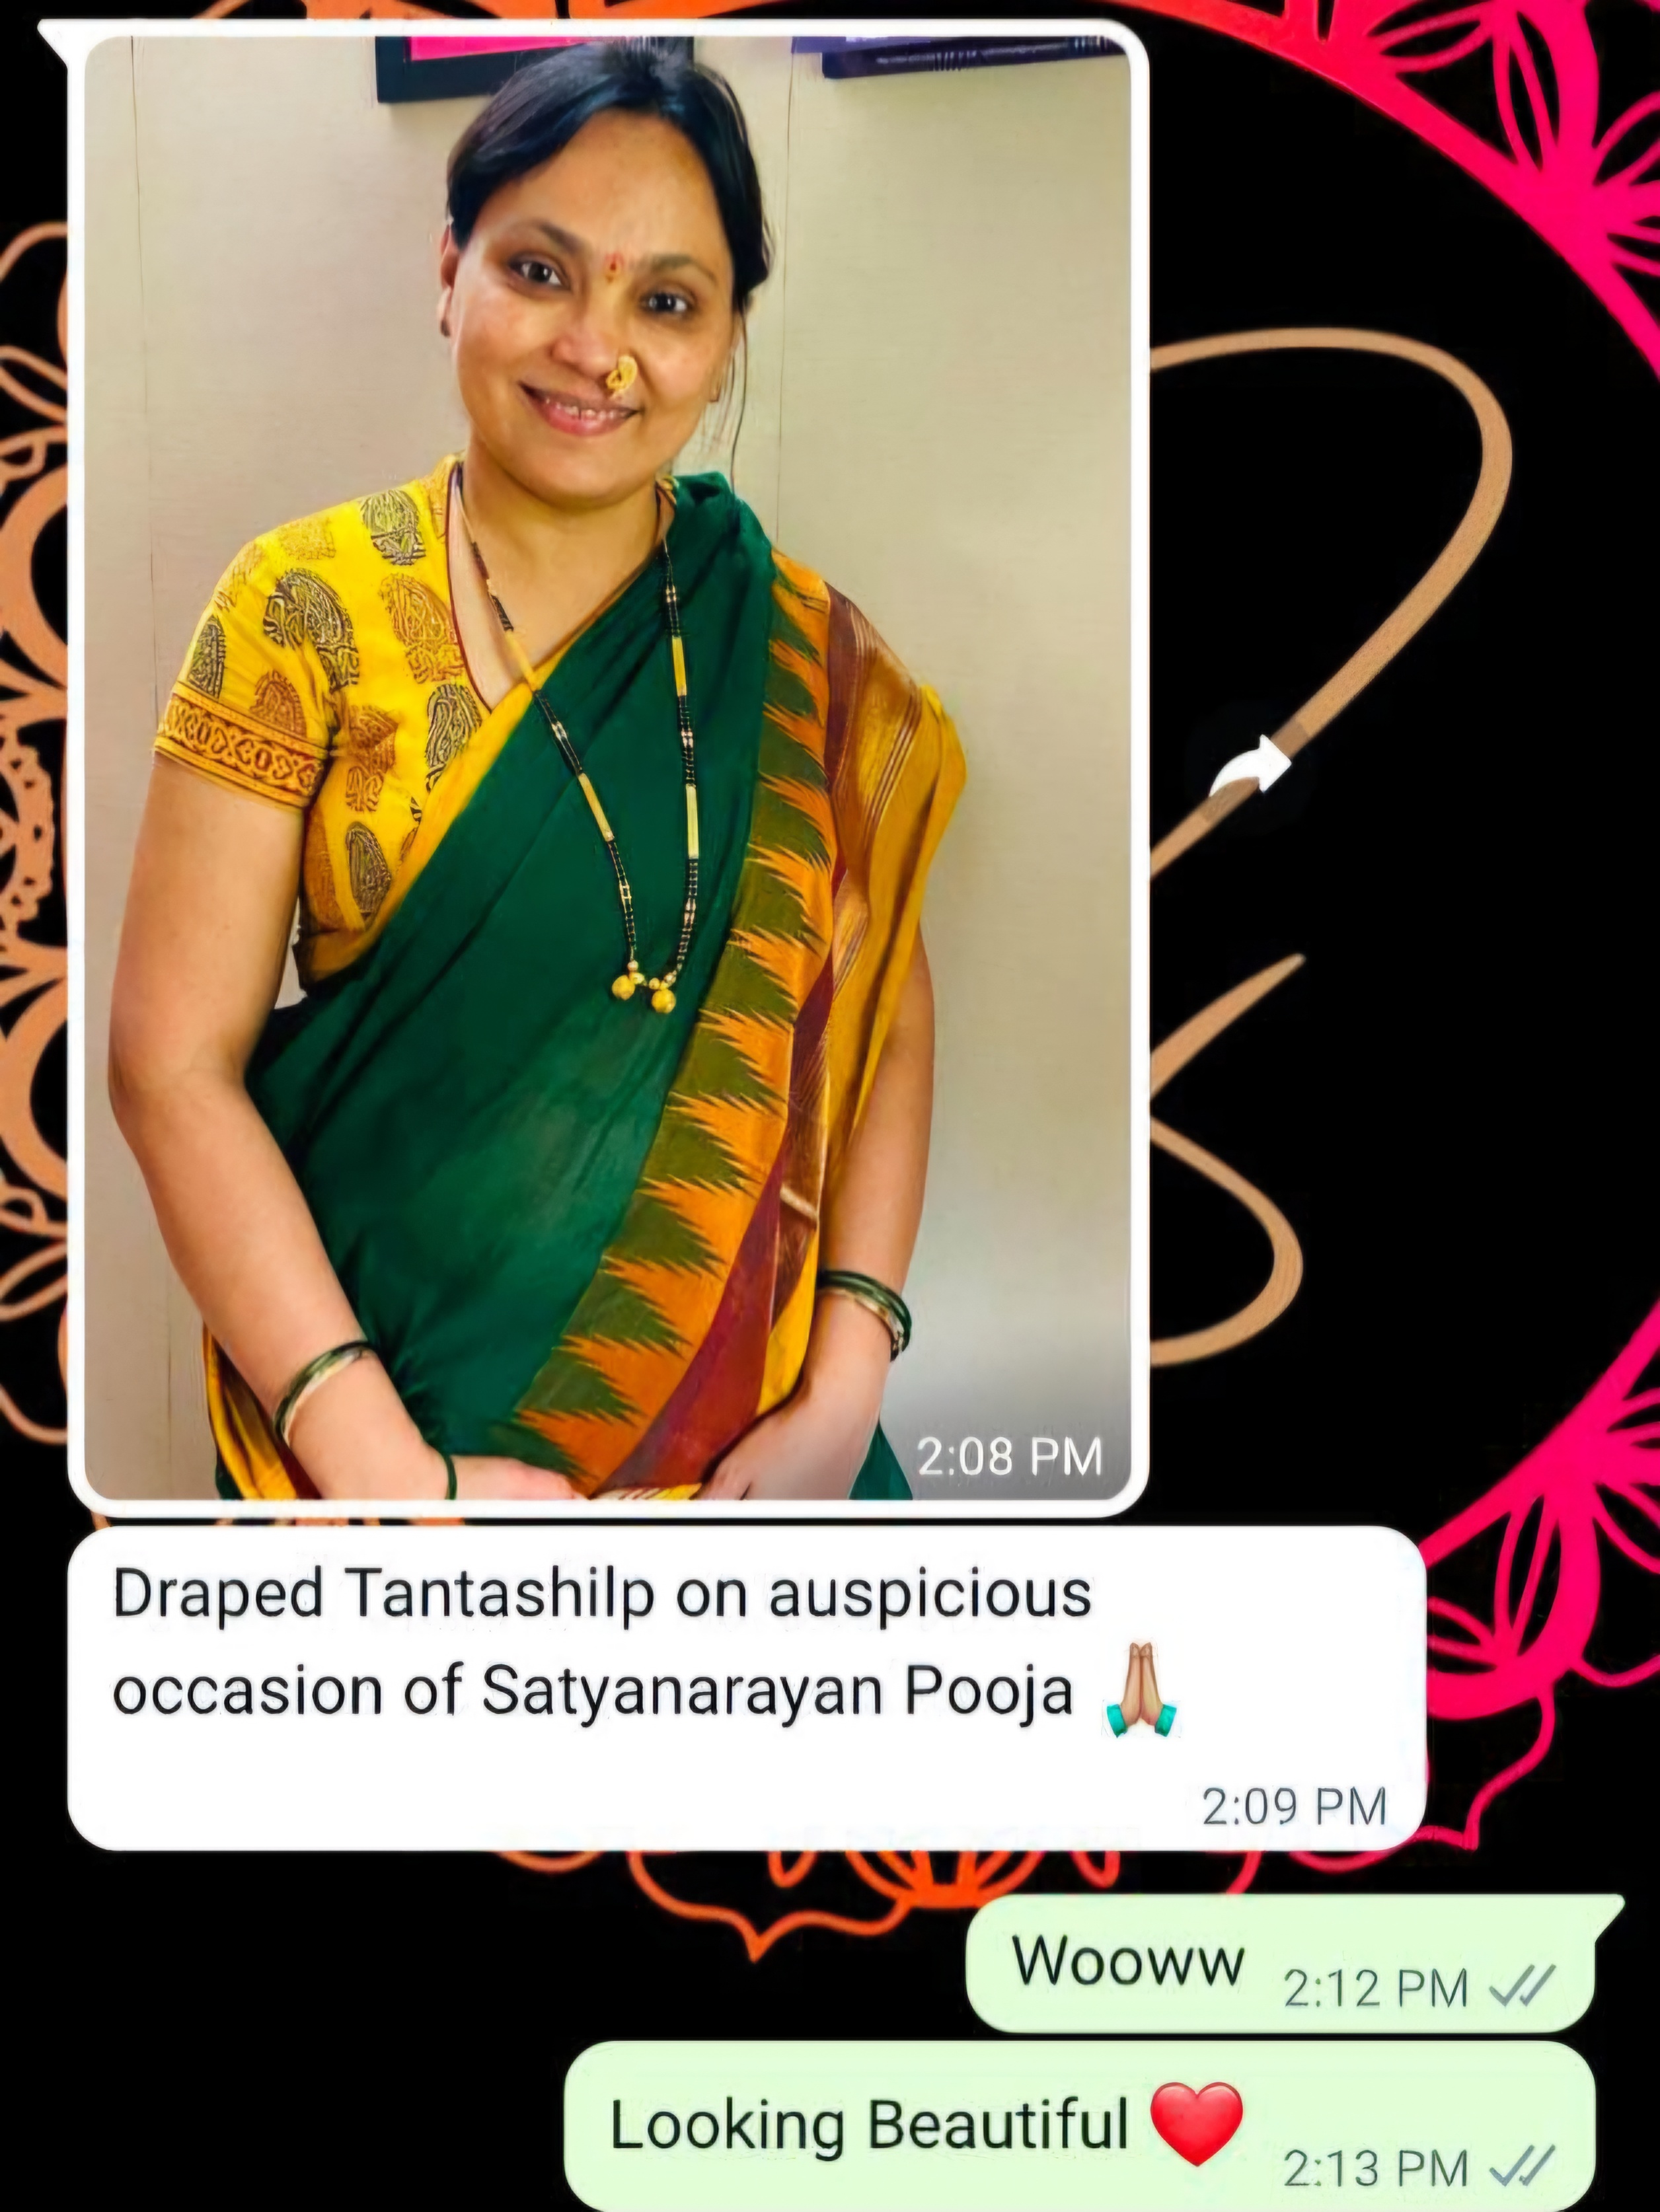 2:08 PM
Draped Tantashilp on auspicious
occasion of Satyanarayan Pooja 🙏🏽
2:09 PM
Wooww 2:12 PM
Looking Beautiful ❤️ 2:13 PM